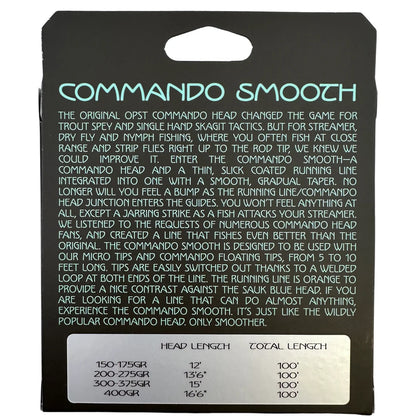 COMMANDO SMOOTH
THE ORIGINAL OPST COMMANDO HEAD CHANGED THE GAME FOR
TROUT SPEY AND SINGLE HAND SKAGIT TACTICS. BUT FOR STREAMER,
DRY FLY AND NYMPH FISHING, WHERE YOU OFTEN FISH AT CLOSE
RANGE AND STRIP FLIES RIGHT UP TO THE ROD TIP, WE KNEW WE
COULD IMPROVE IT. ENTER THE COMMANDO SMOOTH—A
COMMANDO HEAD AND A THIN, SLICK COATED RUNNING LINE
INTEGRATED INTO ONE WITH A SMOOTH, GRADUAL TAPER. NO
LONGER WILL YOU FEEL A BUMP AS THE RUNNING LINE/COMMANDO
HEAD JUNCTION ENTERS THE GUIDES. YOU WON'T FEEL ANYTHING AT
ALL, EXCEPT A JARRING STRIKE AS A FISH ATTACKS YOUR STREAMER.
WE LISTENED TO THE REQUESTS OF NUMEROUS COMMANDO HEAD
FANS, AND CREATED A LINE THAT FISHES EVEN BETTER THAN THE
ORIGINAL. THE COMMANDO SMOOTH IS DESIGNED TO BE USED WITH
OUR MICRO TIPS AND COMMANDO FLOATING TIPS, FROM 5 TO 10
FEET LONG. TIPS ARE EASILY SWITCHED OUT THANKS TO A WELDED
LOOP AT BOTH ENDS OF THE LINE. THE RUNNING LINE IS ORANGE TO
PROVIDE A NICE CONTRAST AGAINST THE SALIK BLUE HEAD. IF YOU
ARE LOOKING FOR A LINE THAT CAN DO ALMOST ANYTHING,
EXPERIENCE THE COMMANDO SMOOTH. IT'S JUST LIKE THE WILDLY
POPULAR COMMANDO HEAD. ONLY SMOOTHER.
HEAD LENGTH TOTAL LENGTH
150-175GR 12' 100'
200-275GR 13'6" 100'
300-375GR 15' 100'
400GR 16'6" 100'